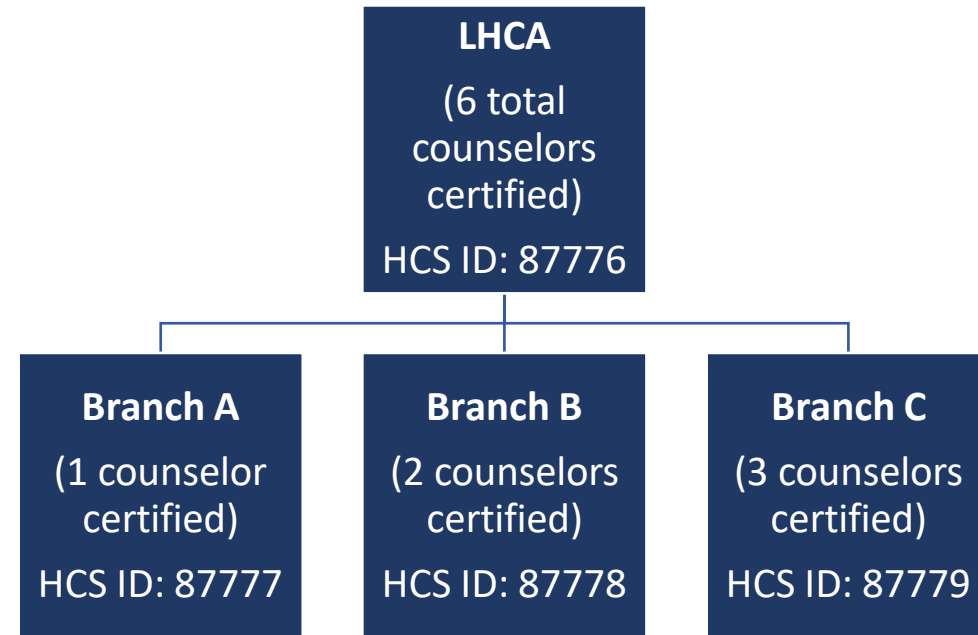 LHCA
(6 total
counselors
certified)
HCS ID: 87776
Branch A
(1 counselor
certified)
HCS ID: 87777
Branch B
(2 counselors
certified)
HCS ID: 87778
Branch C
(3 counselors
certified)
HCS ID: 87779